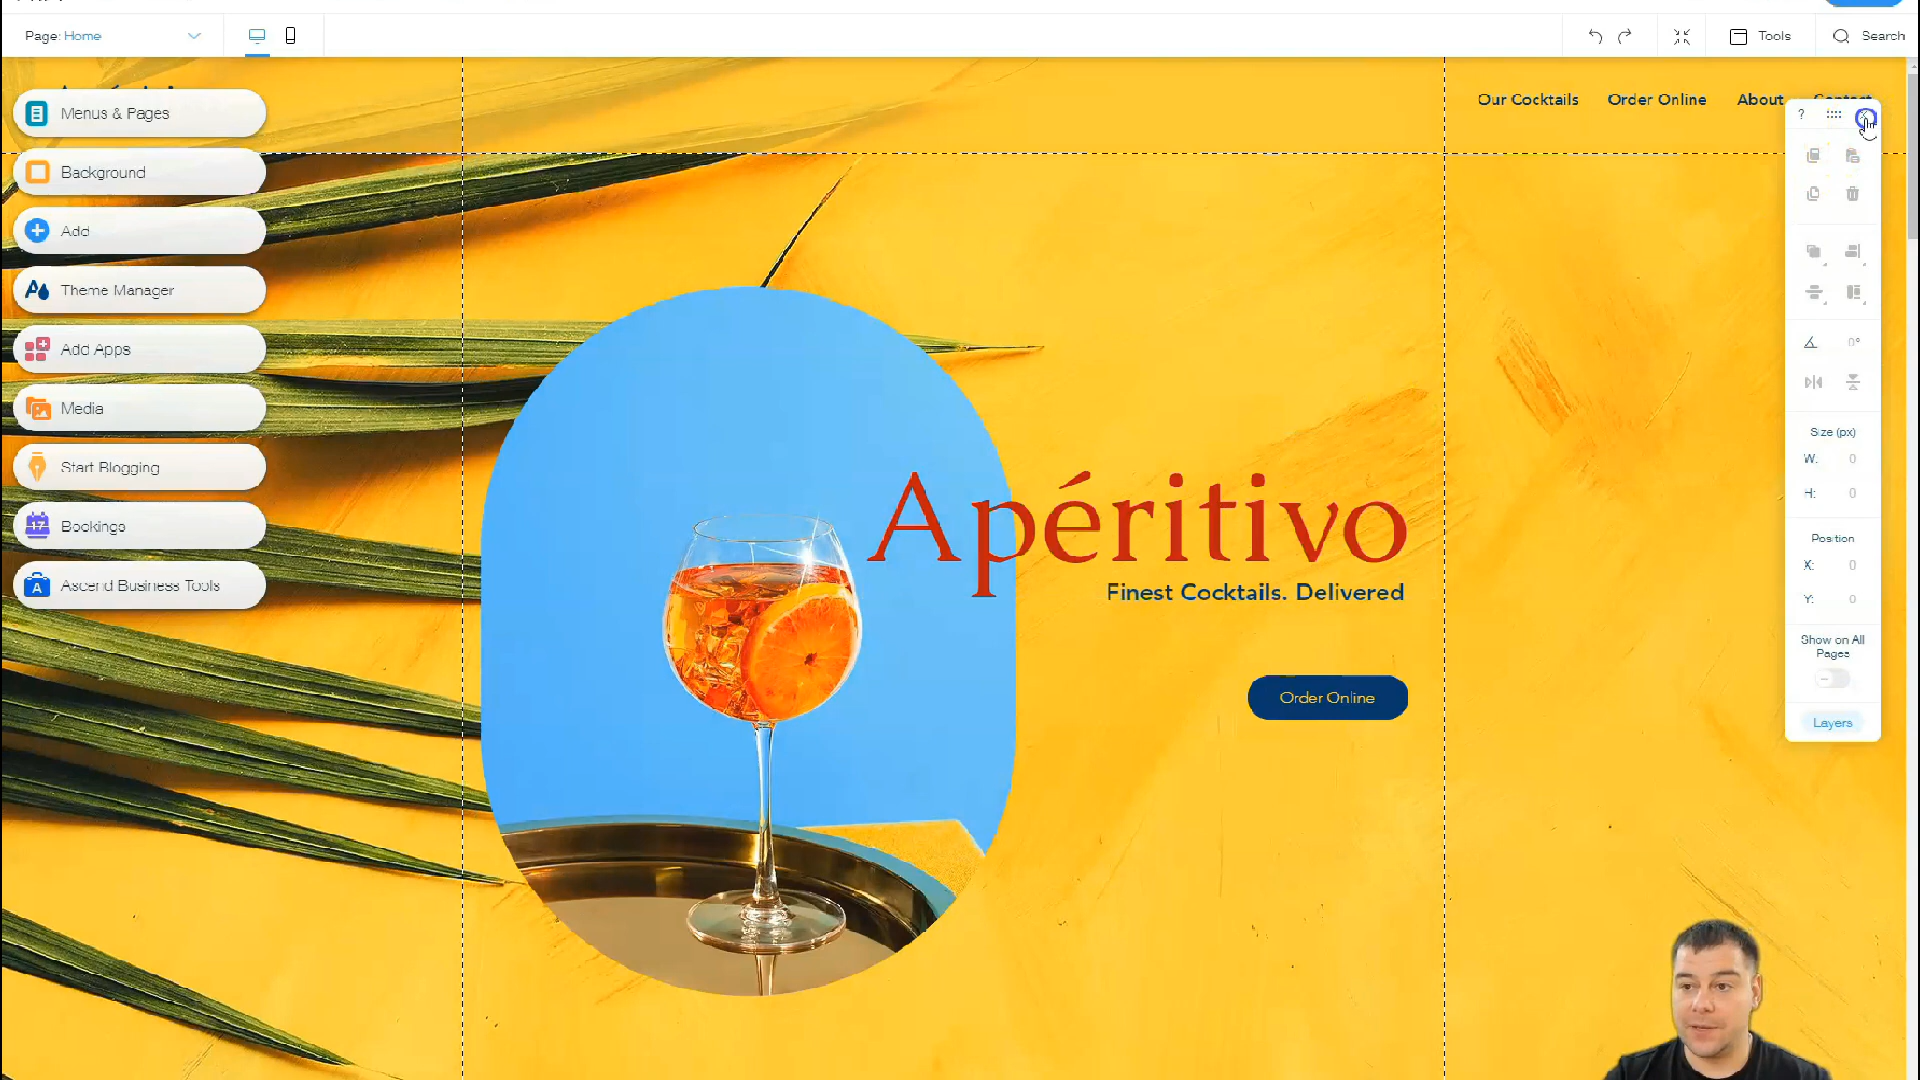 Page: Home
Tools
Search
Our Cocktails
Order Online
About
Contact
Menus & Pages
Background
Add
Theme Manager
Add Apps
Media
Start Blogging
17
Bookings
A
Ascend Business Tools
Apéritivo
Finest Cocktails. Delivered
Order Online
?
0°
Size (px)
W: 0
H: 0
Position
X: 0
Y: 0
Show on All
Pages
Layers